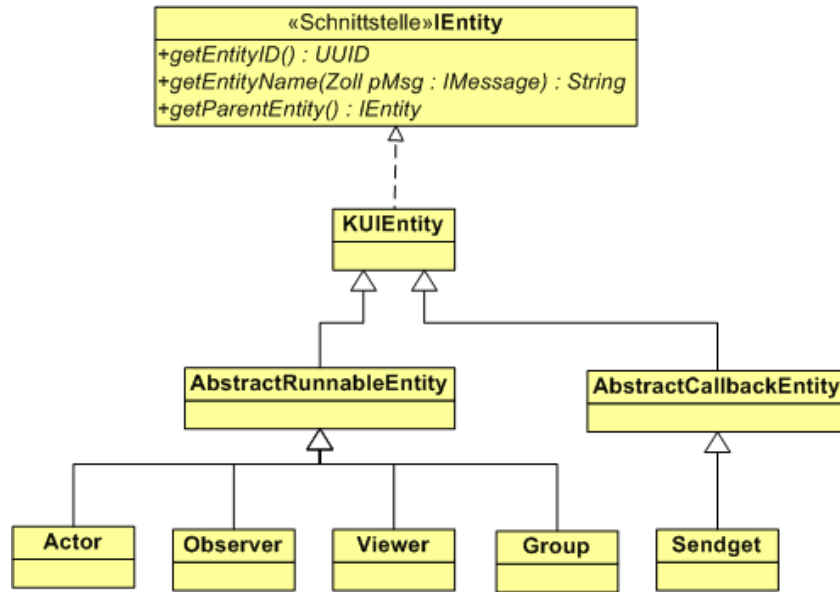 «Schnittstelle»IEntity
+getEntityID() : UUID
+getEntityName(Zoll pMsg : IMessage) : String
+getParentEntity() : IEntity
KUIEntity
AbstractRunnableEntity
AbstractCallbackEntity
Actor
Observer
Viewer
Group
Sendget